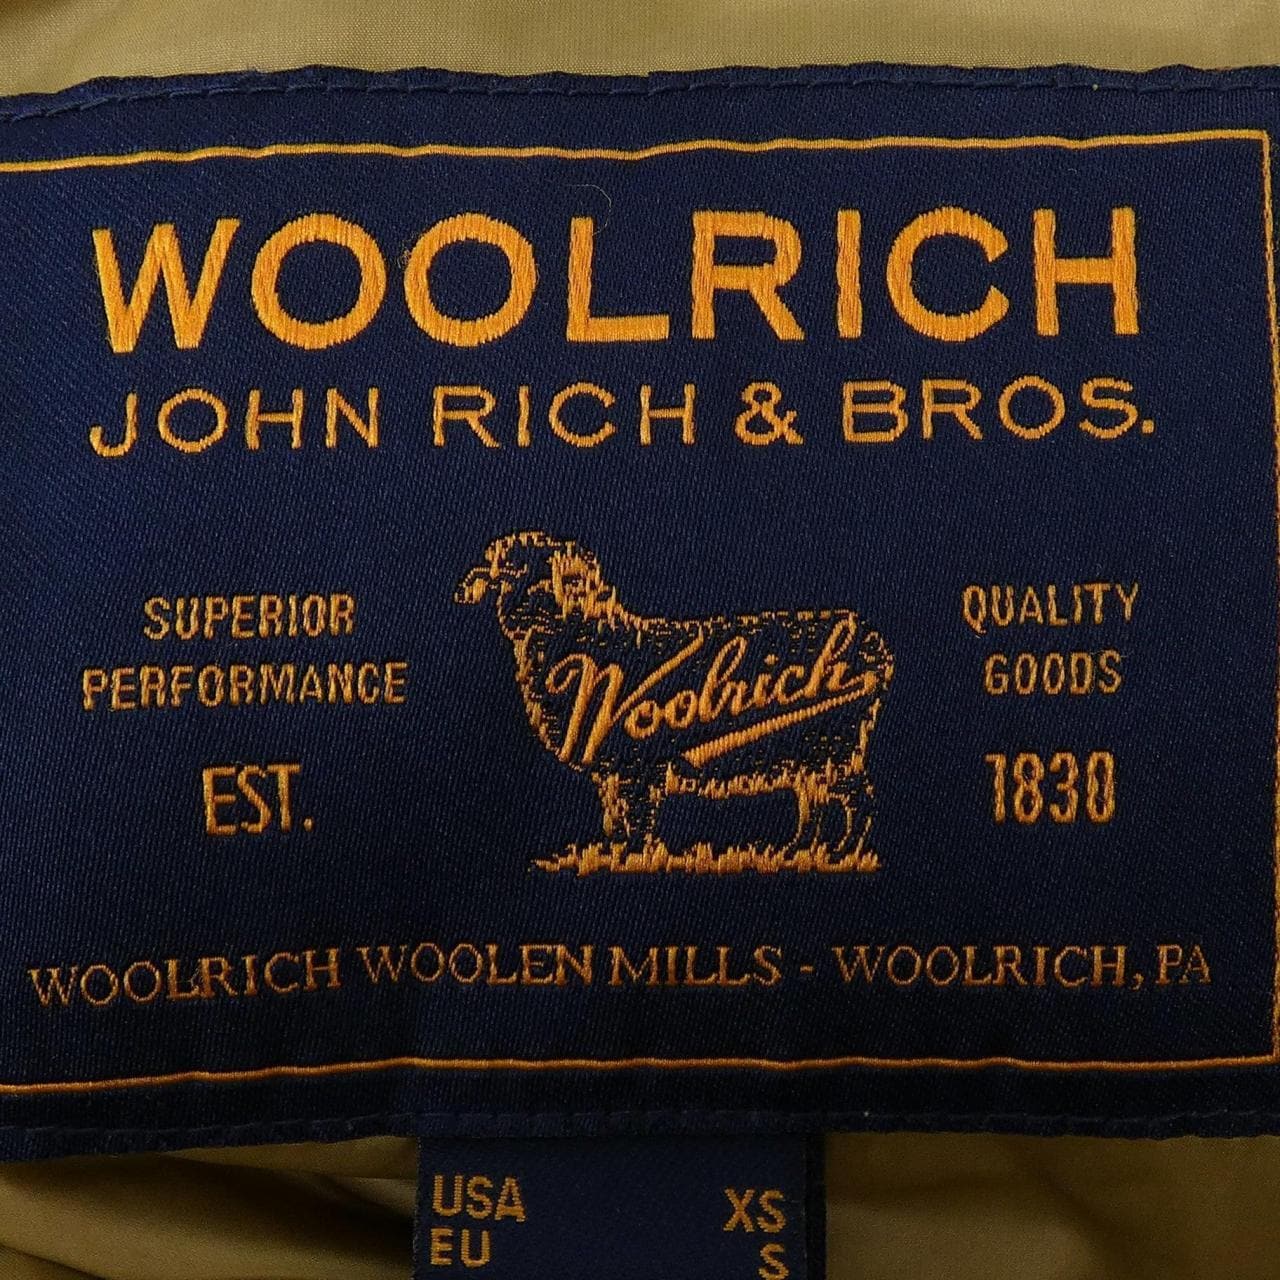 WOOLRICH
JOHN RICH & BROS.
SUPERIOR
PERFORMANCE
EST.
Woolrich
QUALITY
GOODS
1830
WOOLRICH WOOLEN MILLS - WOOLRICH, PA
USA XS
EU S